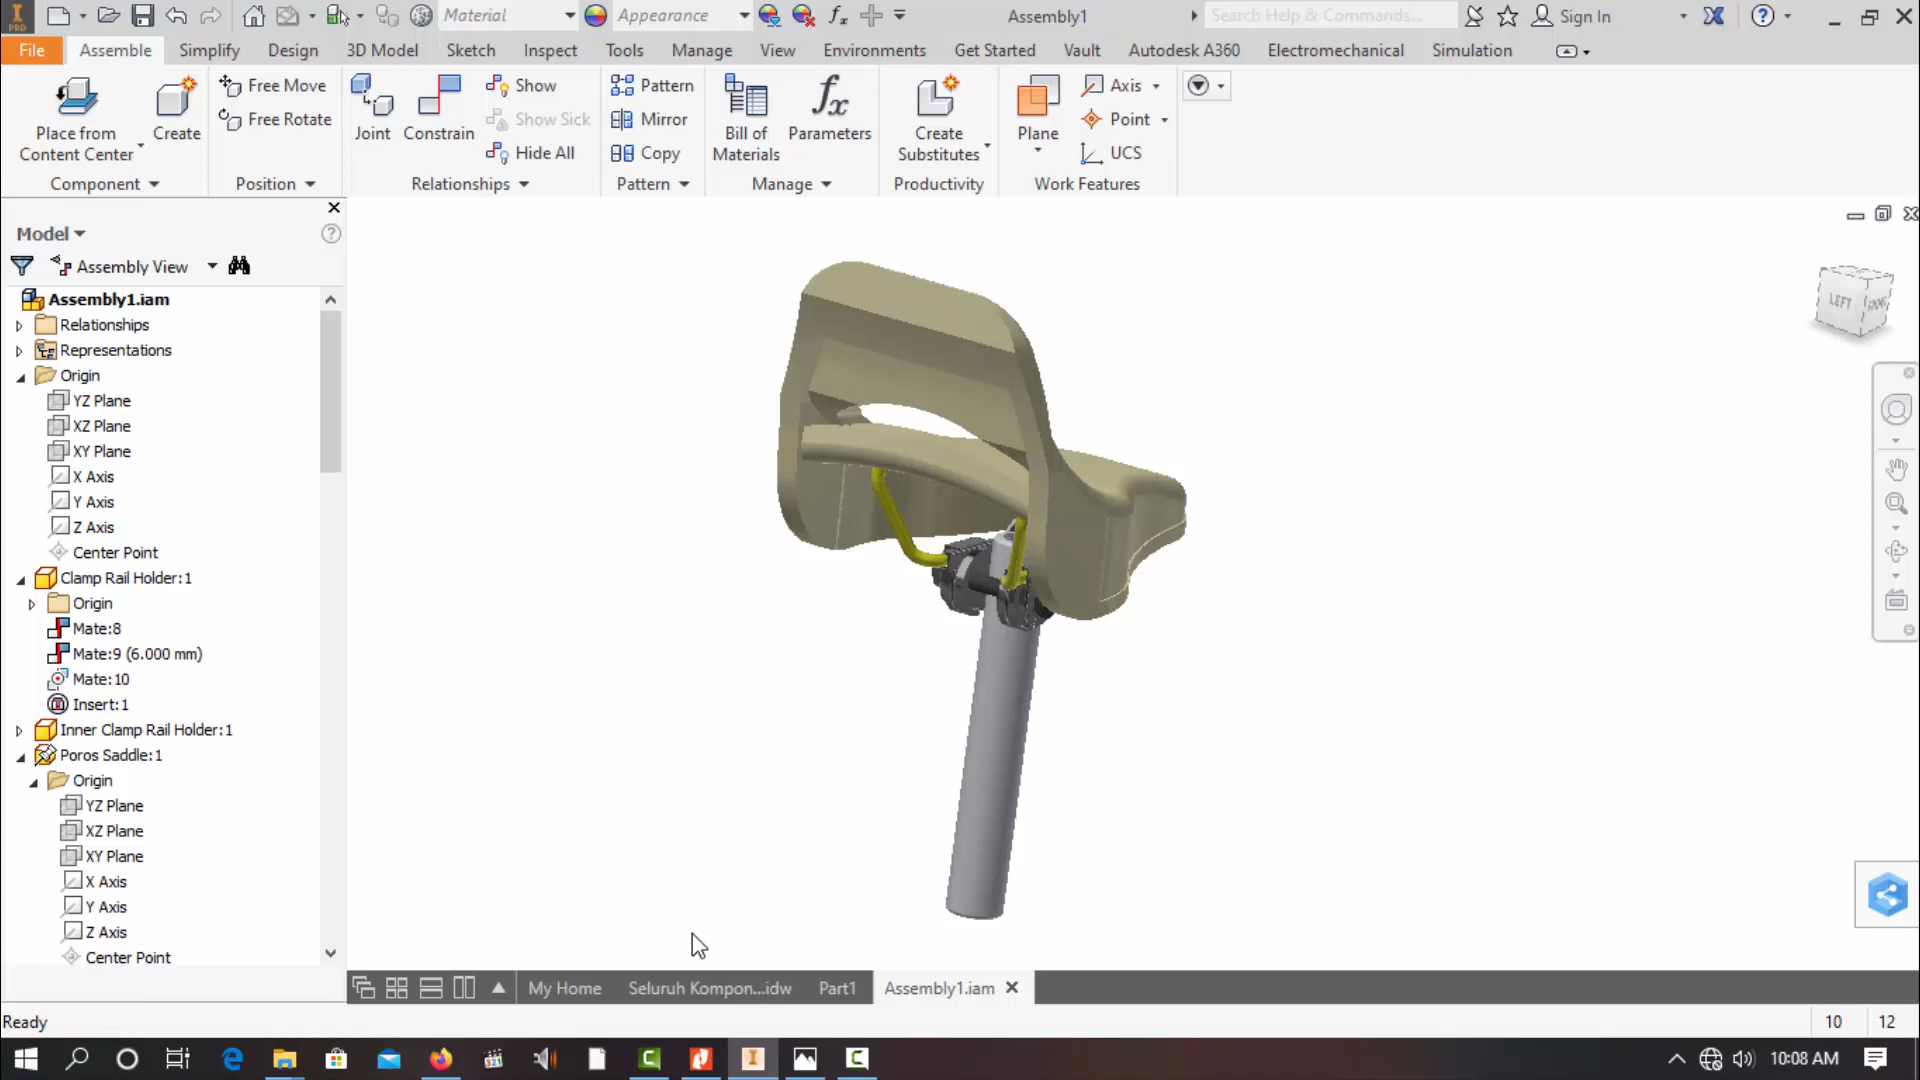 PRO
Material
Appearance
Assembly1
Search Help & Commands...
Sign In
File
Assemble
Simplify
Design
3D Model
Sketch
Inspect
Tools
Manage
View
Environments
Get Started
Vault
Autodesk A360
Electromechanical
Simulation
Place from
Content Center
Create
Free Move
Free Rotate
Joint
Constrain
Show
Show Sick
Hide All
Pattern
Mirror
Copy
Bill of
Materials
Parameters
Create
Substitutes
Plane
Axis
Point
UCS
Component
Position
Relationships
Pattern
Manage
Productivity
Work Features
Model
Assembly View
Assembly1.iam
Relationships
Representations
Origin
YZ Plane
XZ Plane
XY Plane
X Axis
Y Axis
Z Axis
Center Point
Clamp Rail Holder:1
Origin
Mate:8
Mate:9 (6.000 mm)
Mate:10
Insert:1
Inner Clamp Rail Holder:1
Poros Saddle:1
Origin
YZ Plane
XZ Plane
XY Plane
X Axis
Y Axis
Z Axis
Center Point
LEFT
My Home
Seluruh Kompon...idw
Part1
Assembly1.iam
Ready
10
12
10:08 AM